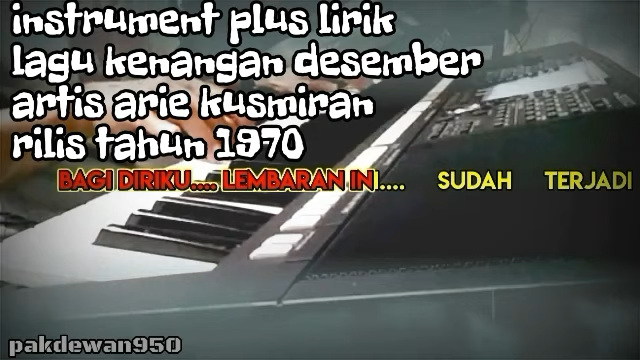 instrument plus lirik
lagu kenangan desember
artis arie kusmiran
rilis tahun 1970
BAGI DIRIKU.... LEMBARAN INI.... SUDAH TERJADI
pakdewan950